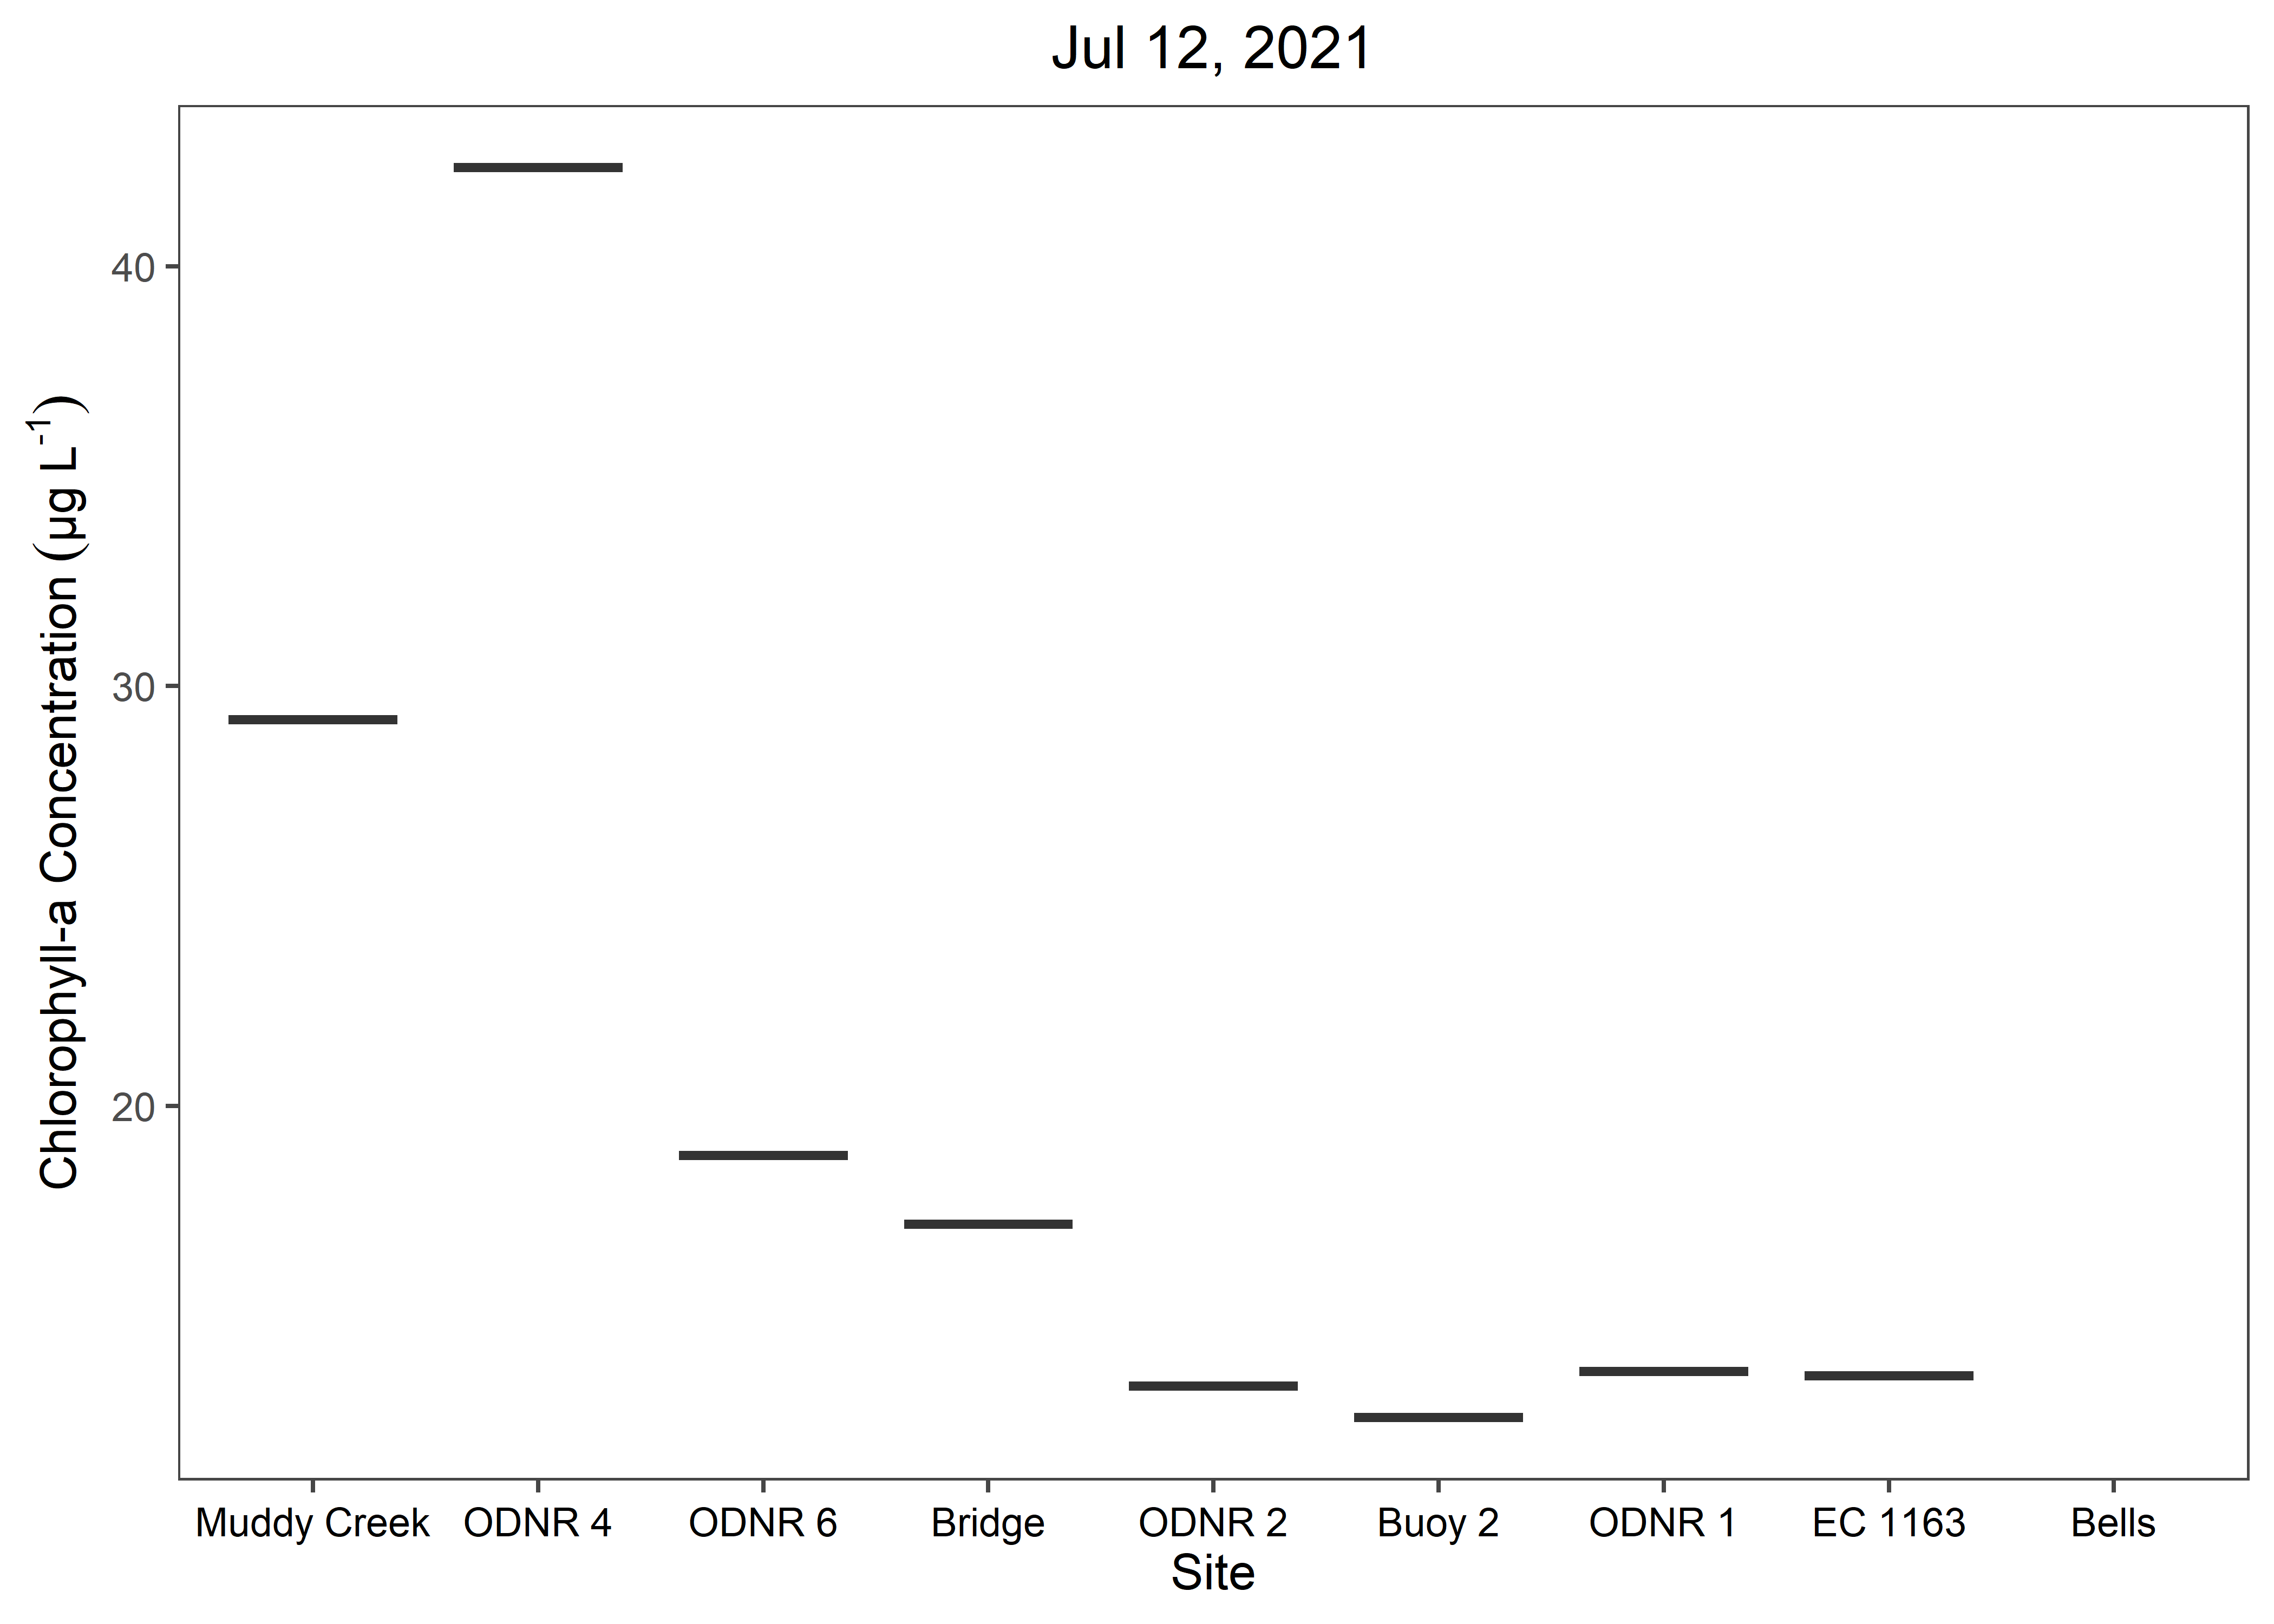 Jul 12, 2021
Chlorophyll-a Concentration (µg L⁻¹)
40
30
20
Muddy Creek ODNR 4 ODNR 6 Bridge ODNR 2 Buoy 2 ODNR 1 EC 1163 Bells
Site